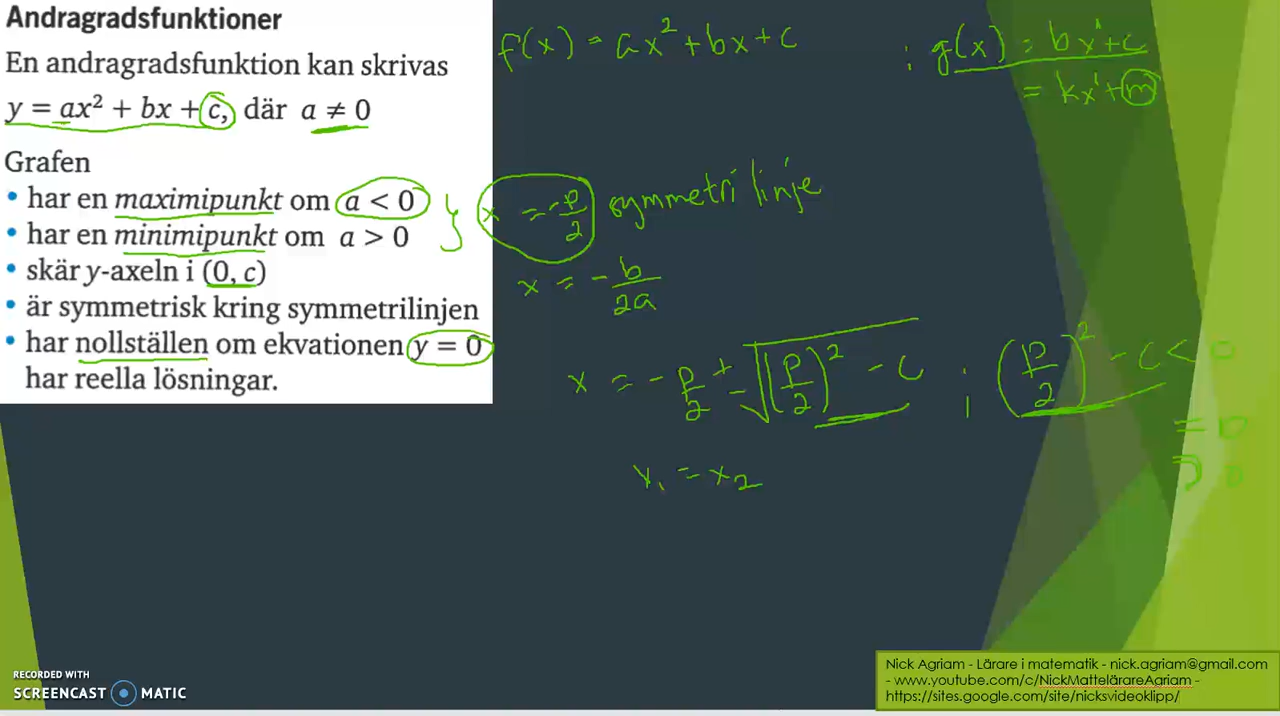 Andragradsfunktioner
En andragradsfunktion kan skrivas
y = ax² + bx + c, där a ≠ 0
Grafen
• har en maximipunkt om a < 0
• har en minimipunkt om a > 0
• skär y-axeln i (0, c)
• är symmetrisk kring symmetrilinjen
• har nollställen om ekvationen y = 0
har reella lösningar.
f(x) = ax² + bx + c ; g(x) = bx¹ + c
= kx¹ + m
x = -p/2 symmetri linje
x = - b/2a
x = - p/2 ± √((p/2)² - c ; (p/2)² - c < 0
= 0
> 0
x₁ = x₂
RECORDED WITH
SCREENCAST MATIC
Nick Agriam - Lärare i matematik - nick.agriam@gmail.com
- www.youtube.com/c/NickMattelärareAgriam -
https://sites.google.com/site/nicksvideoklipp/